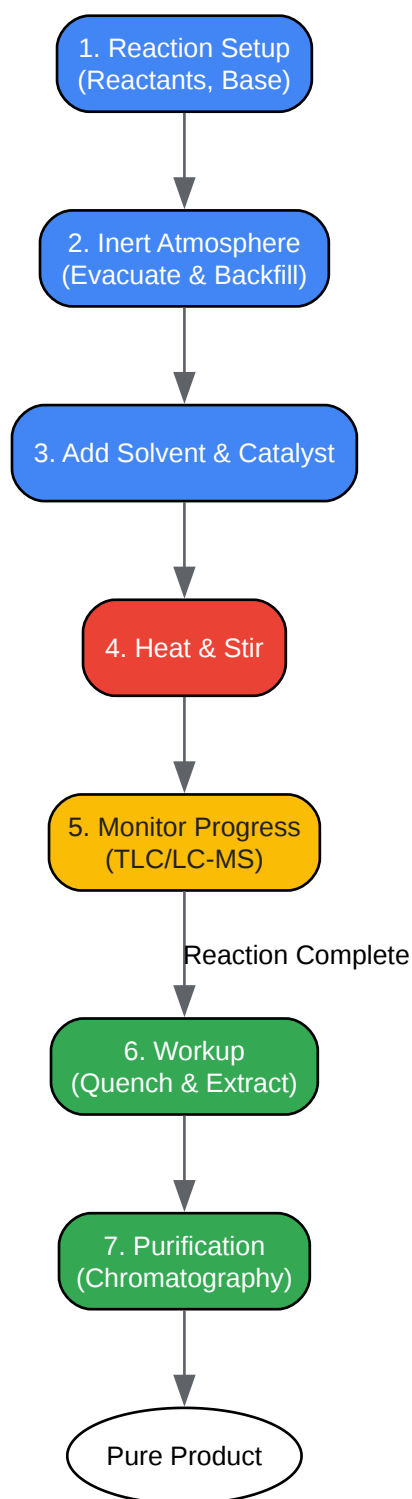 1. Reaction Setup
(Reactants, Base)
2. Inert Atmosphere
(Evacuate & Backfill)
3. Add Solvent & Catalyst
4. Heat & Stir
5. Monitor Progress
(TLC/LC-MS)
Reaction Complete
6. Workup
(Quench & Extract)
7. Purification
(Chromatography)
Pure Product